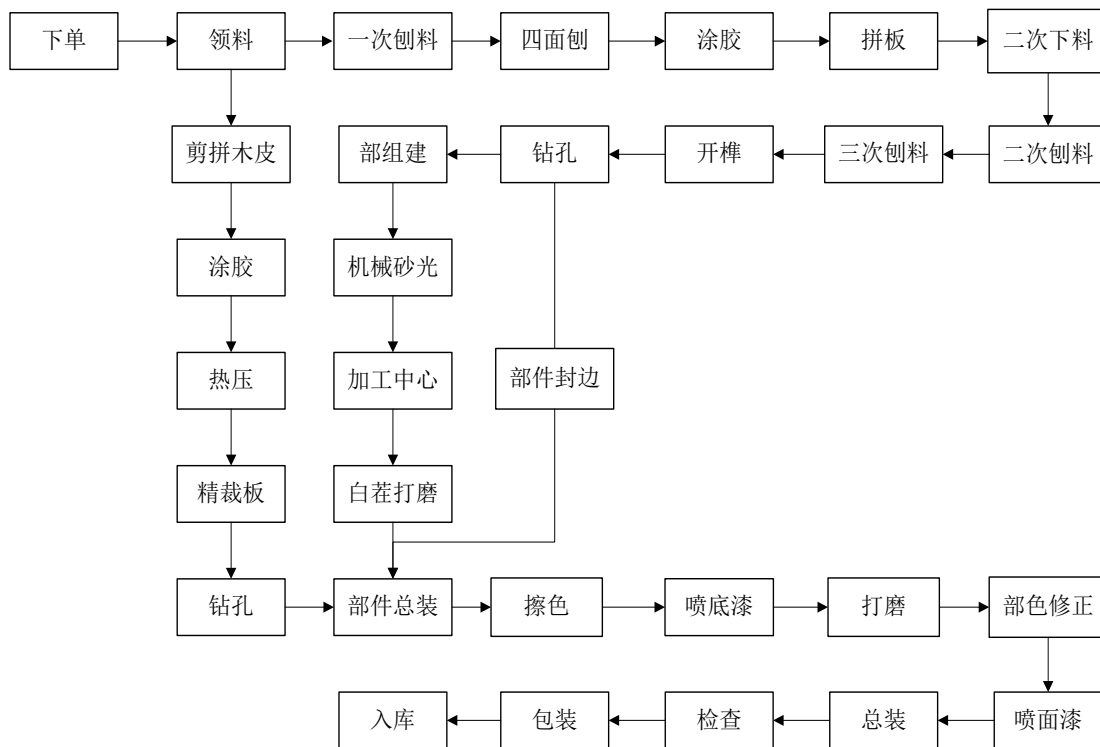 下单
领料
一次刨料
四面刨
涂胶
拼板
二次下料
剪拼木皮
部组建
钻孔
开榫
三次刨料
二次刨料
涂胶
机械砂光
热压
加工中心
部件封边
精裁板
白茬打磨
钻孔
部件总装
擦色
喷底漆
打磨
部色修正
入库
包装
检查
总装
喷面漆